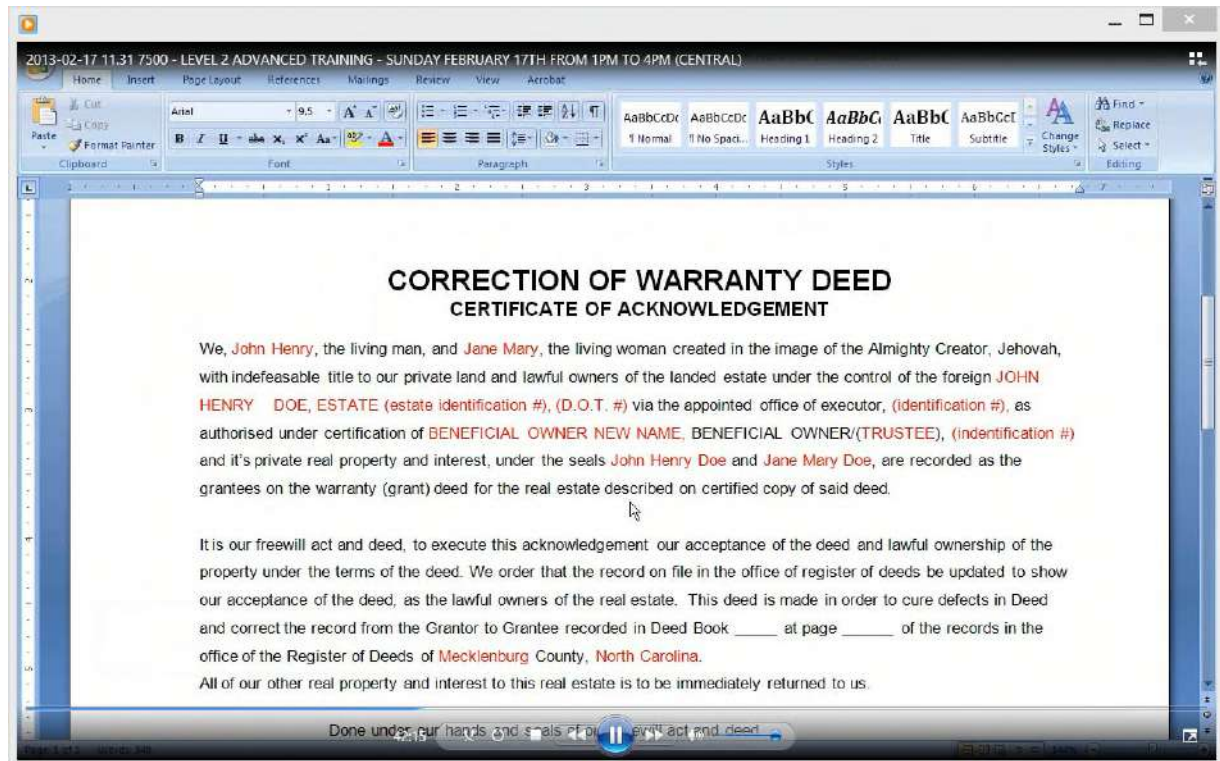 2013-02-17 11.31 7500 - LEVEL 2 ADVANCED TRAINING - SUNDAY FEBRUARY 17TH FROM 1PM TO 4PM (CENTRAL)
Home Insert Page Layout References Mailings Review View Acrobat
Cut
Copy
Format Painter
Paste
Arial 9.5
AaBbCcDc AaBbCcDc AaBbC AaBbC AaBbC AaBbCcI
¶ Normal ¶ No Spaci... Heading 1 Heading 2 Title Subtitle
Change Styles
Find
Replace
Select
Clipboard Font Paragraph Styles Editing
CORRECTION OF WARRANTY DEED
CERTIFICATE OF ACKNOWLEDGEMENT
We, John Henry, the living man, and Jane Mary, the living woman created in the image of the Almighty Creator, Jehovah,
with indefeasable title to our private land and lawful owners of the landed estate under the control of the foreign JOHN
HENRY DOE, ESTATE (estate identification #), (D.O.T. #) via the appointed office of executor, (identification #), as
authorised under certification of BENEFICIAL OWNER NEW NAME, BENEFICIAL OWNER/(TRUSTEE), (indentification #)
and it's private real property and interest, under the seals John Henry Doe and Jane Mary Doe, are recorded as the
grantees on the warranty (grant) deed for the real estate described on certified copy of said deed.
It is our freewill act and deed, to execute this acknowledgement our acceptance of the deed and lawful ownership of the
property under the terms of the deed. We order that the record on file in the office of register of deeds be updated to show
our acceptance of the deed, as the lawful owners of the real estate. This deed is made in order to cure defects in Deed
and correct the record from the Grantor to Grantee recorded in Deed Book _____ at page ______ of the records in the
office of the Register of Deeds of Mecklenburg County, North Carolina.
All of our other real property and interest to this real estate is to be immediately returned to us.
Done under our hands and seals of our act and deed